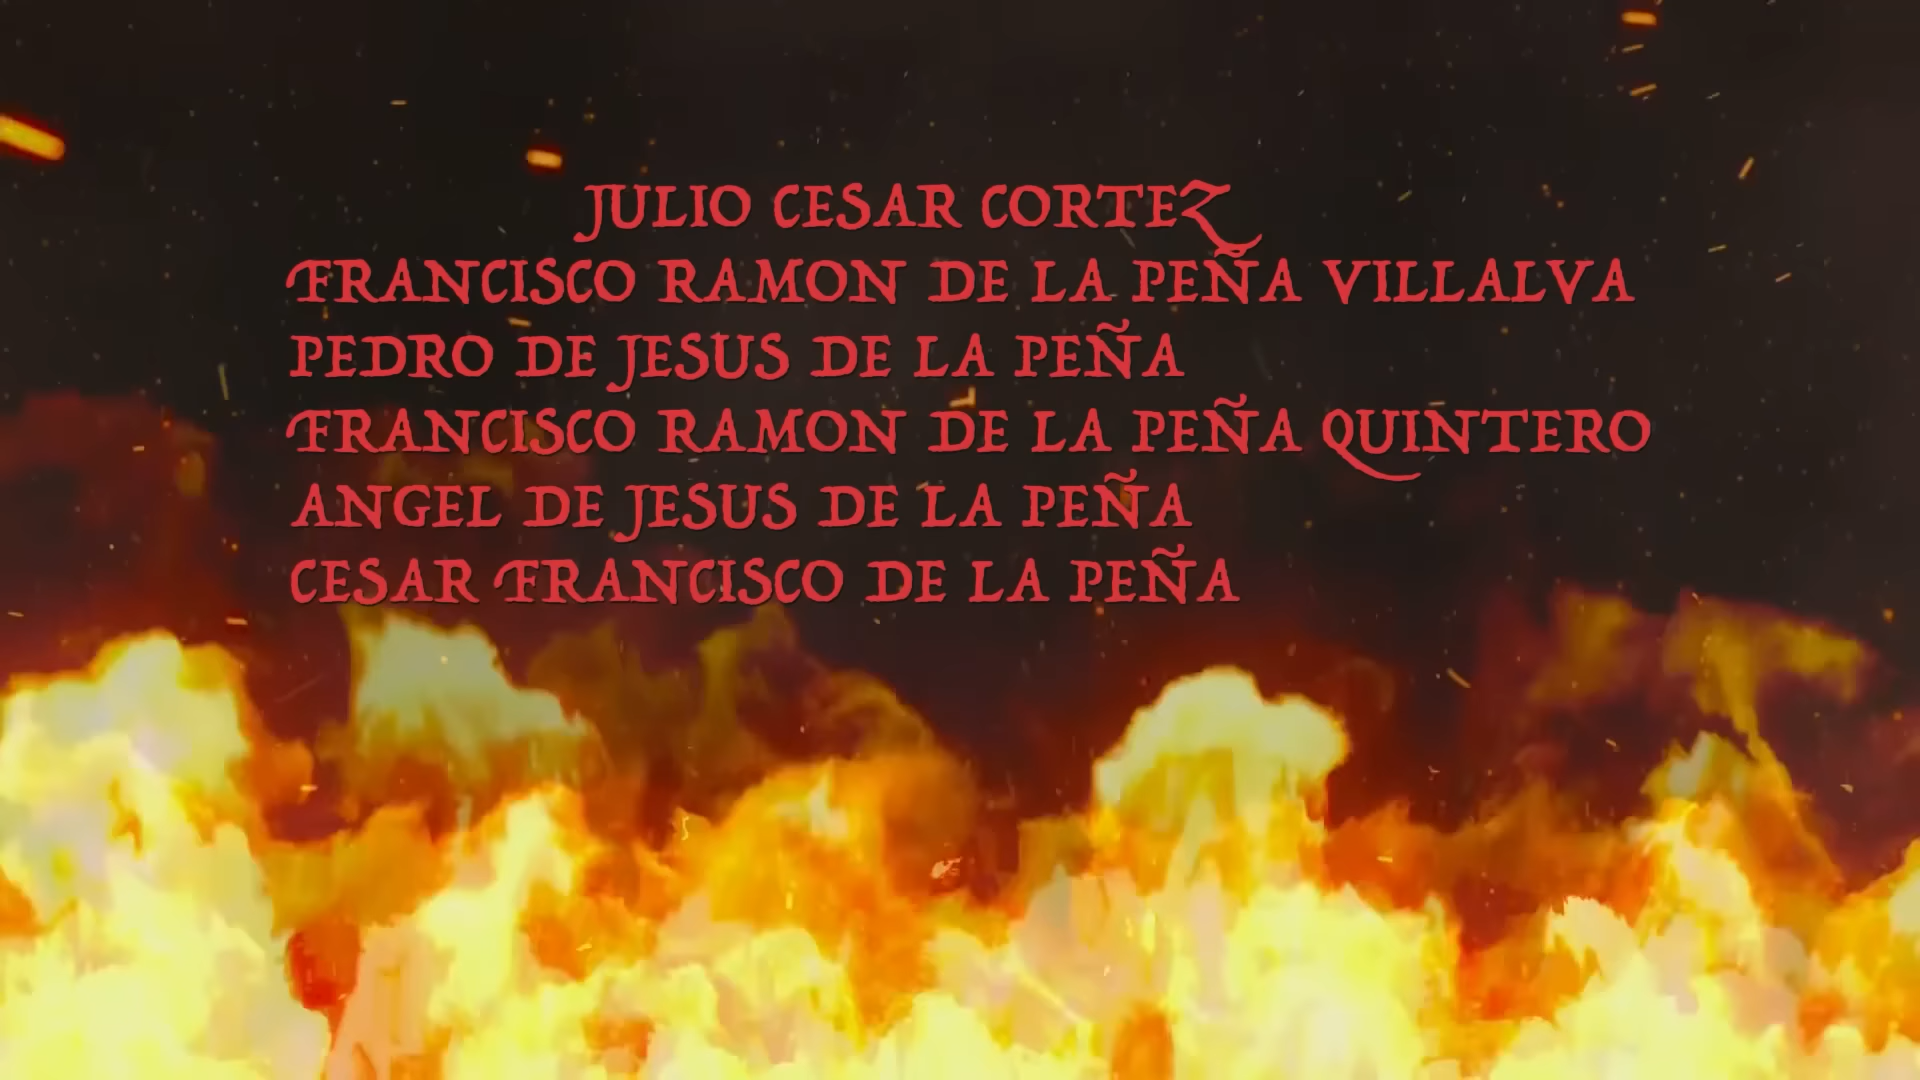 JULIO CESAR CORTEZ
FRANCISCO RAMON DE LA PEÑA VILLALVA
PEDRO DE JESUS DE LA PEÑA
FRANCISCO RAMON DE LA PEÑA QUINTERO
ANGEL DE JESUS DE LA PEÑA
CESAR FRANCISCO DE LA PEÑA